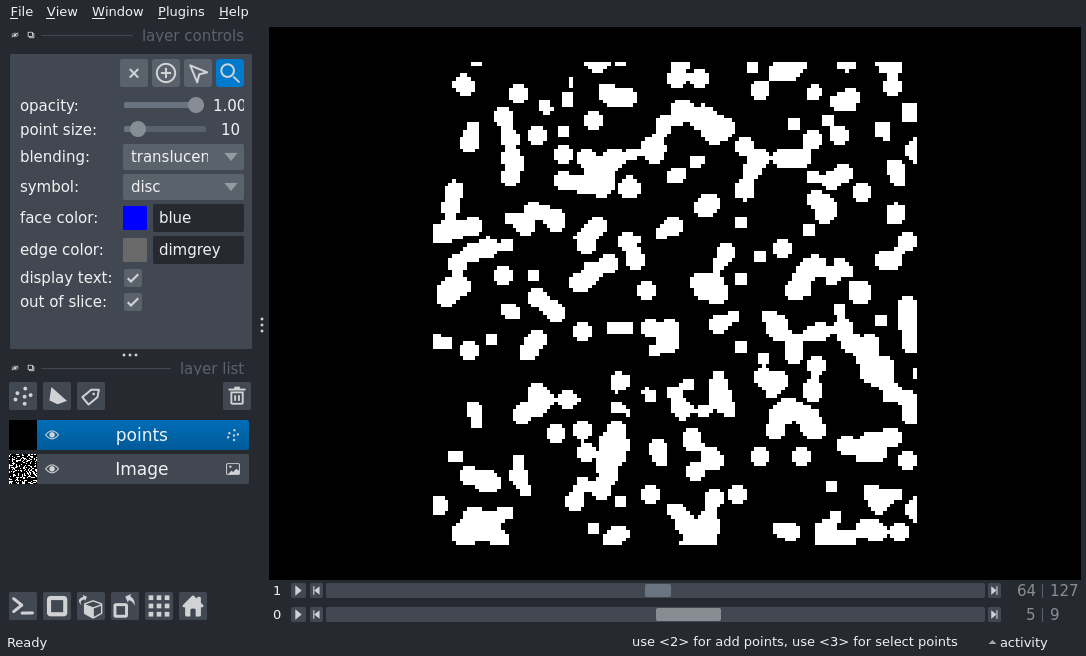 File View Window Plugins Help
layer controls
opacity: 1.00
point size: 10
blending: translucen
symbol: disc
face color: blue
edge color: dimgrey
display text:
out of slice:
layer list
points
Image
1 64 | 127
0 5 | 9
Ready use <2> for add points, use <3> for select points activity